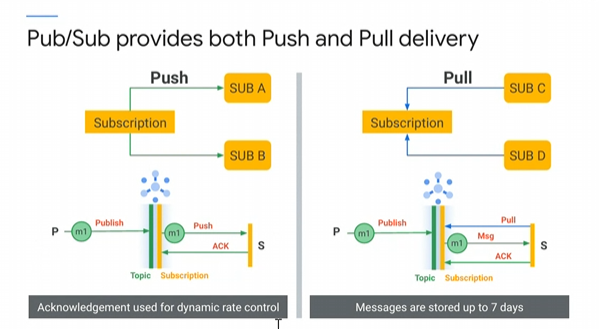 Pub/Sub provides both Push and Pull delivery
Push
SUB A
Subscription
SUB B
P
m1
Publish
m1
Push
ACK
S
Topic
Subscription
Acknowledgement used for dynamic rate control
Pull
SUB C
Subscription
SUB D
P
m1
Publish
Pull
m1
Msg
ACK
S
Topic
Subscription
Messages are stored up to 7 days